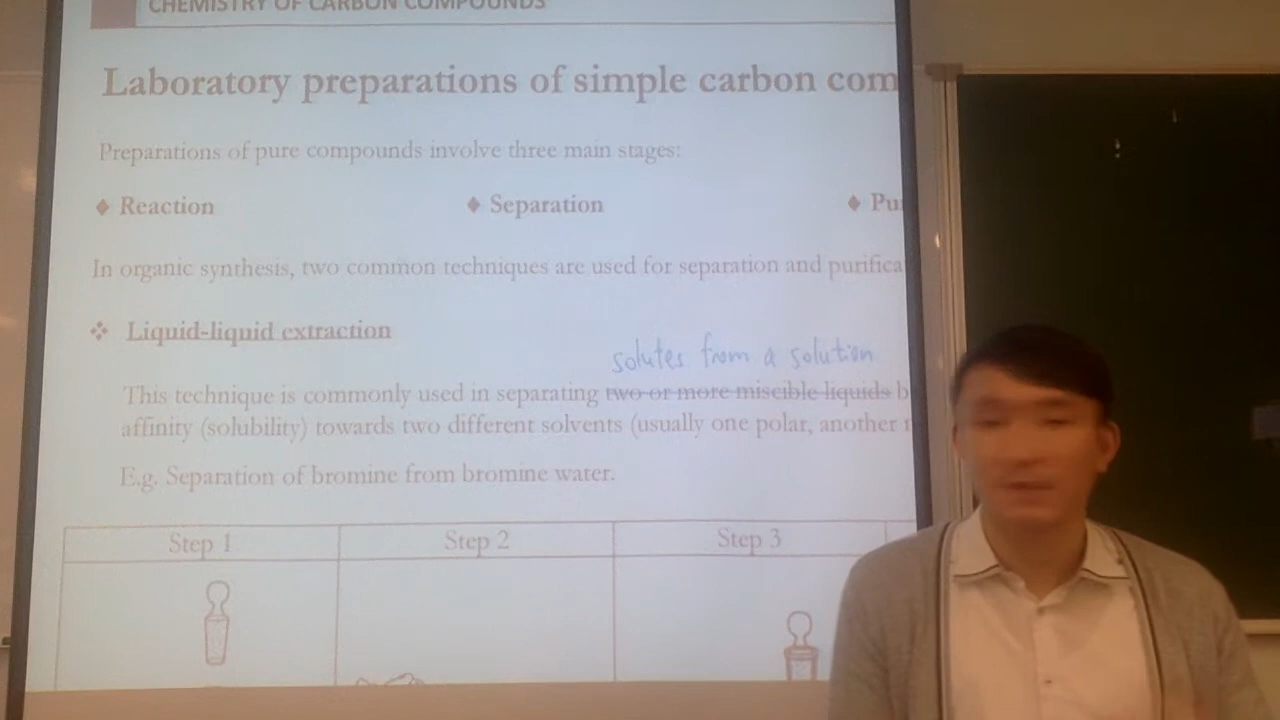 CHEMISTRY OF CARBON COMPOUNDS
Laboratory preparations of simple carbon com
Preparations of pure compounds involve three main stages:
◆ Reaction ◆ Separation ◆ Pu
In organic synthesis, two common techniques are used for separation and purifica
❖ Liquid-liquid extraction
solutes from a solution
This technique is commonly used in separating two or more miscible liquids b
affinity (solubility) towards two different solvents (usually one polar, another
E.g. Separation of bromine from bromine water.
Step 1 Step 2 Step 3